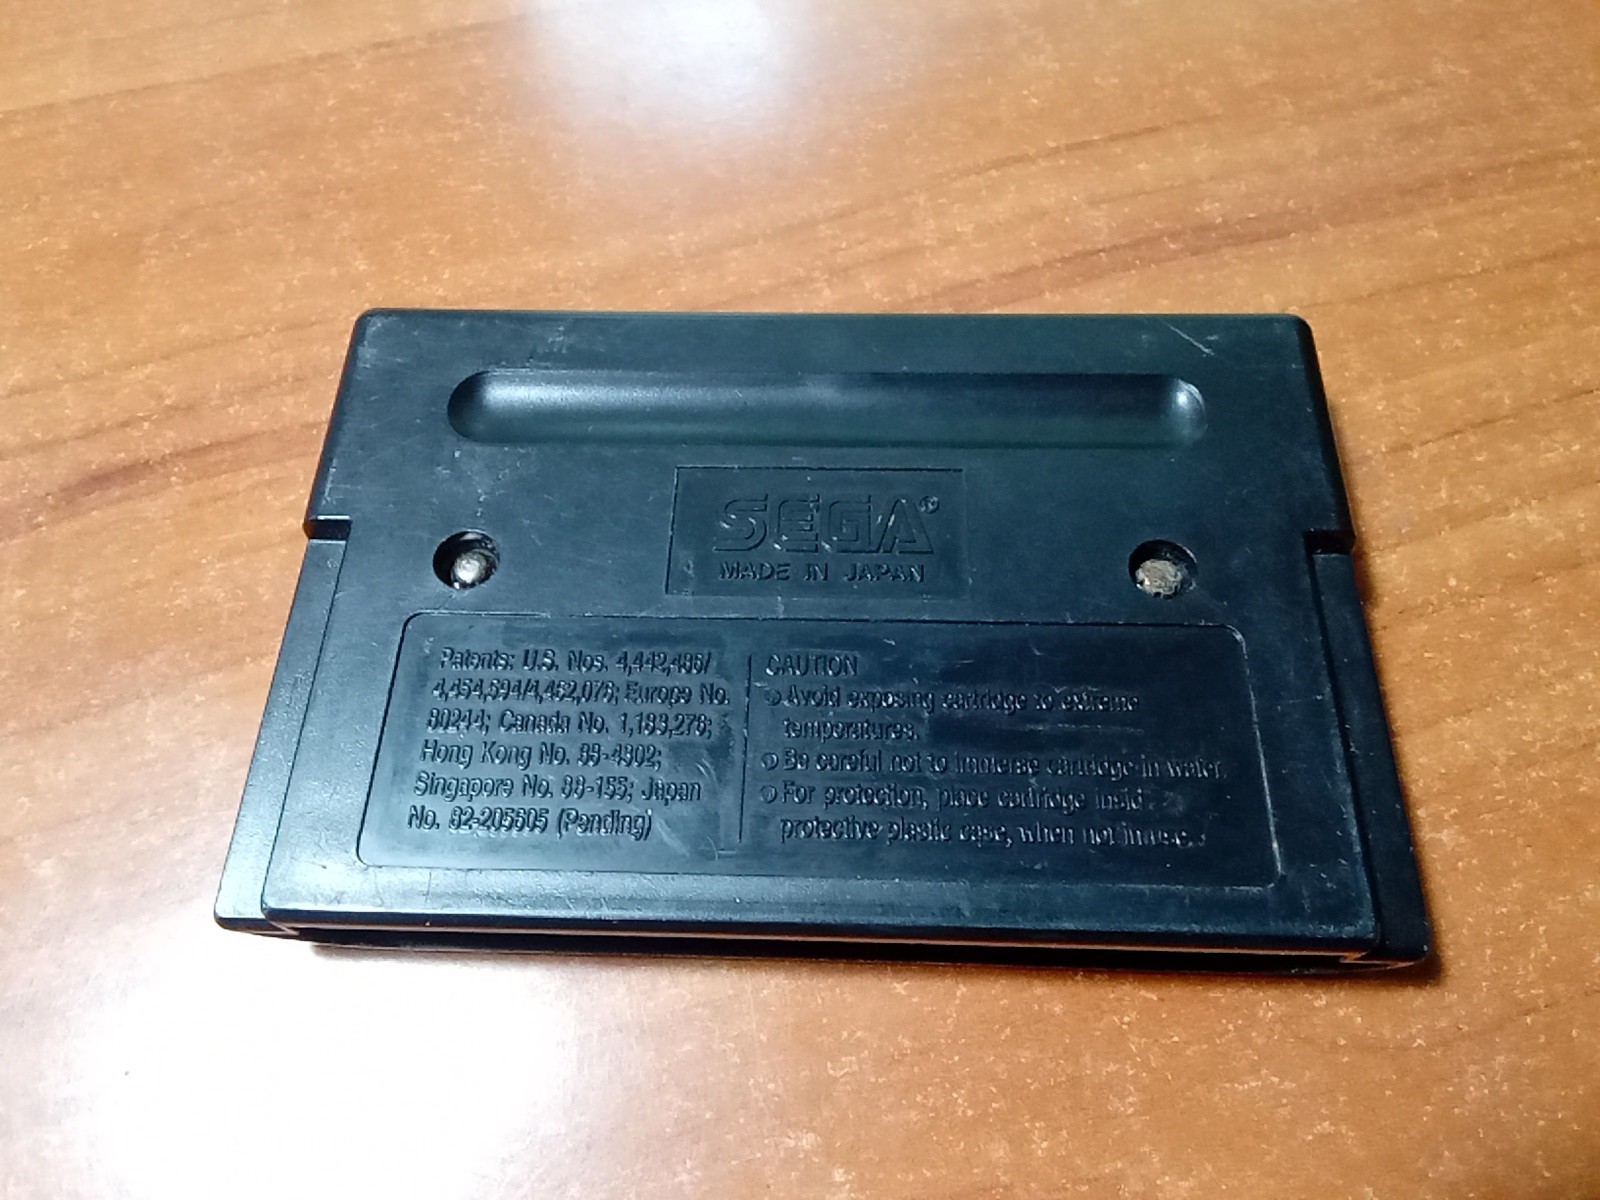 SEGA®
MADE IN JAPAN
Patents: U.S. Nos. 4,442,486/
4,454,594/4,462,076; Europe No.
80244; Canada No. 1,183,276;
Hong Kong No. 88-4302;
Singapore No. 88-155; Japan
No. 82-205605 (Pending)
CAUTION
Avoid exposing cartridge to extreme
temperatures.
Be careful not to immerse cartridge in water.
For protection, place cartridge
protective plastic case, when not in use.